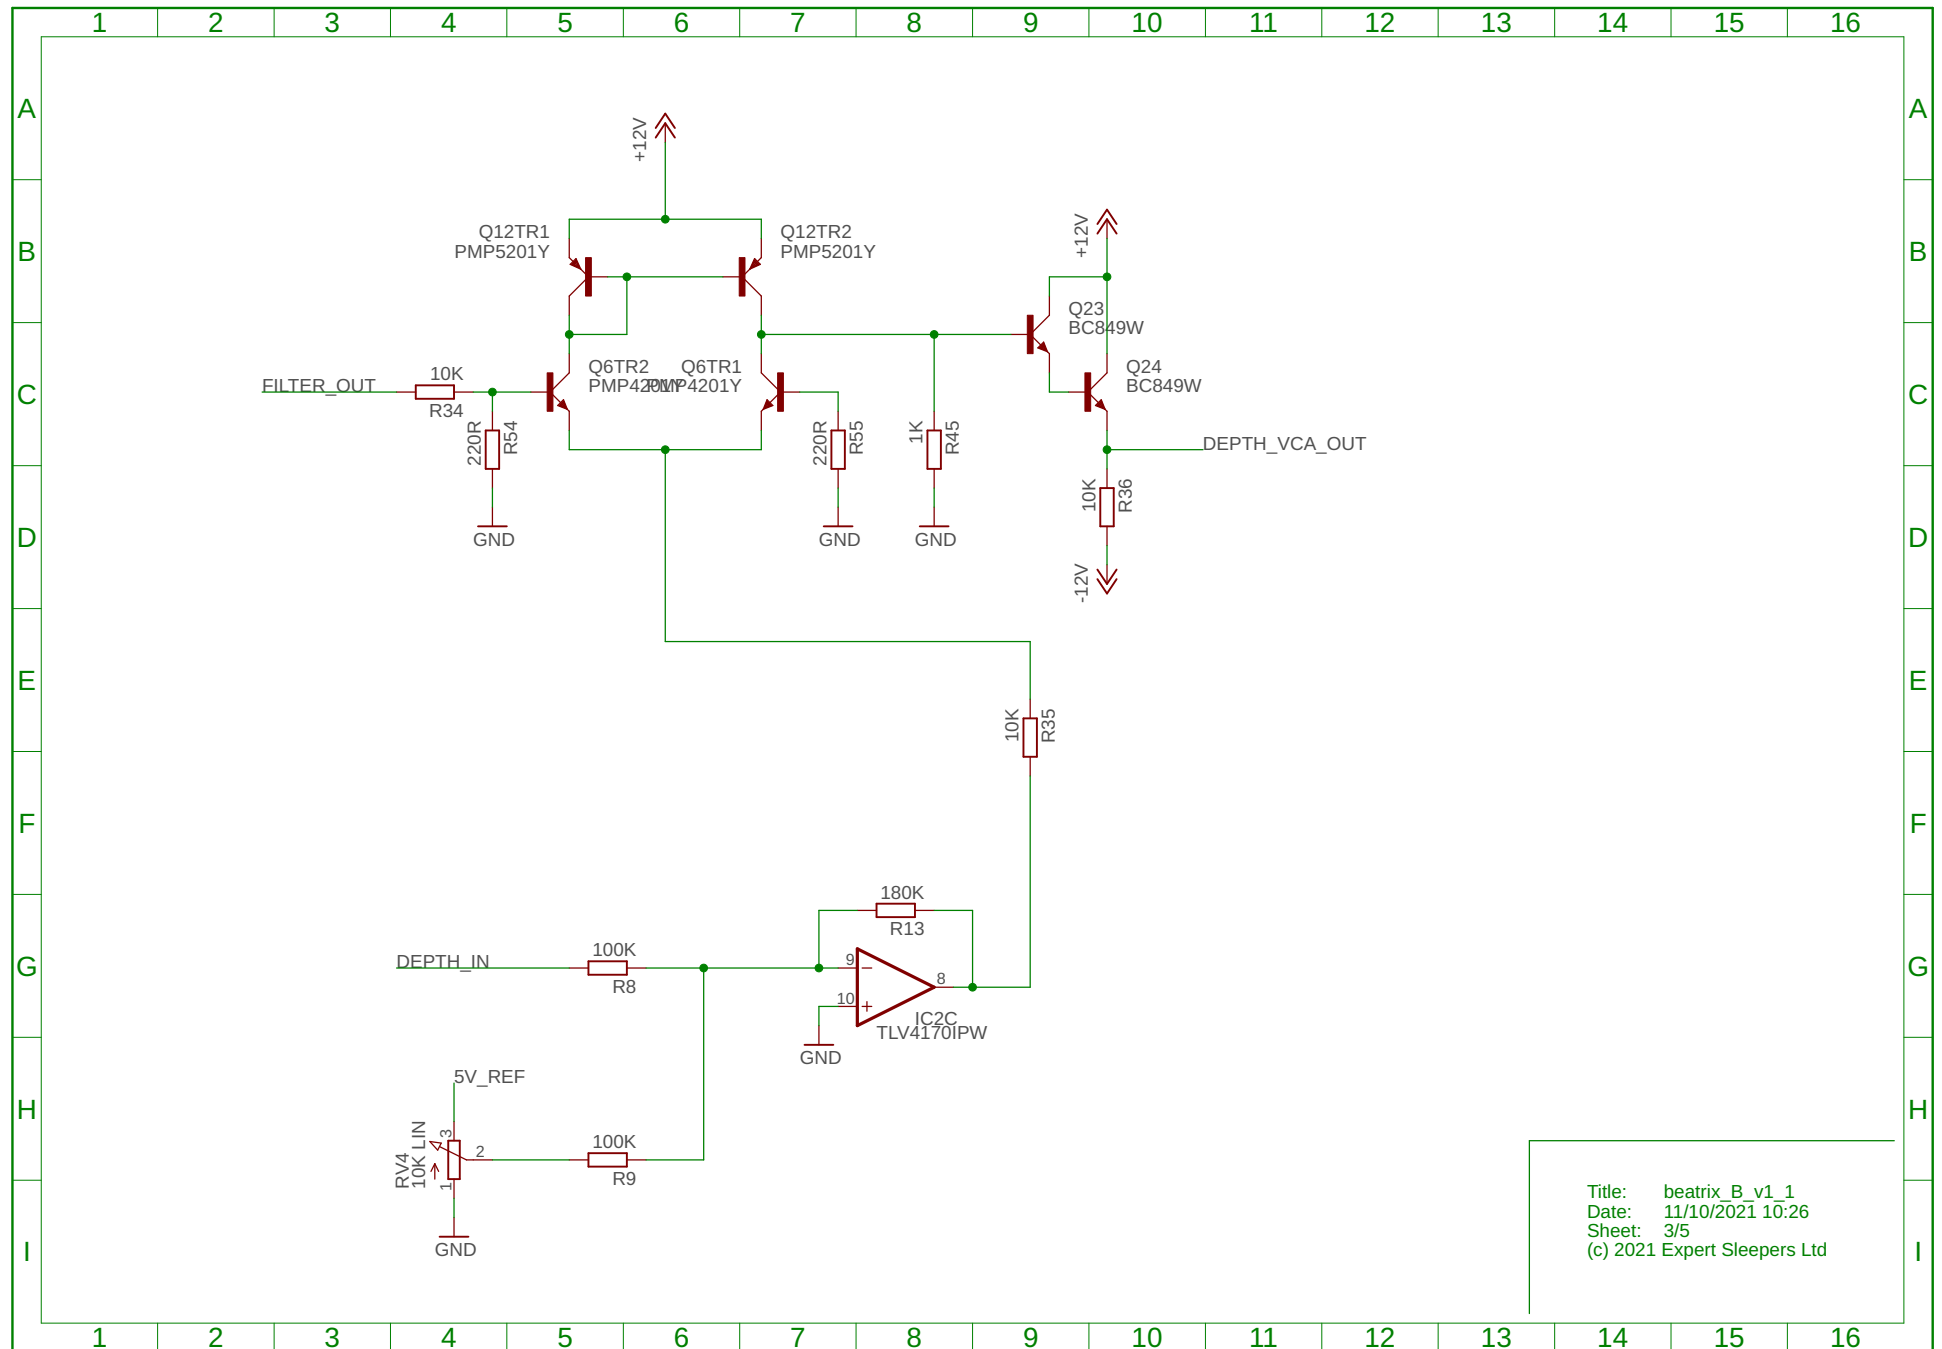 1 2 3 4 5 6 7 8 9 10 11 12 13 14 15 16
A A
+12V
B B
Q12TR1
PMP5201Y
Q12TR2
PMP5201Y
+12V
Q23
BC849W
C C
FILTER_OUT
10K
R34
Q6TR2
PMP4201Y
Q6TR1
PMP4201Y
Q24
BC849W
220R
R54
220R
R55
1K
R45
DEPTH_VCA_OUT
10K
R36
D D
GND
GND
GND
-12V
E E
10K
R35
F F
180K
R13
G G
DEPTH_IN
100K
R8
9
10
8
IC2C
TLV4170IPW
GND
H H
5V_REF
RV4
10K LIN
3
2
1
100K
R9
GND
I I
Title: beatrix_B_v1_1
Date: 11/10/2021 10:26
Sheet: 3/5
(c) 2021 Expert Sleepers Ltd
1 2 3 4 5 6 7 8 9 10 11 12 13 14 15 16